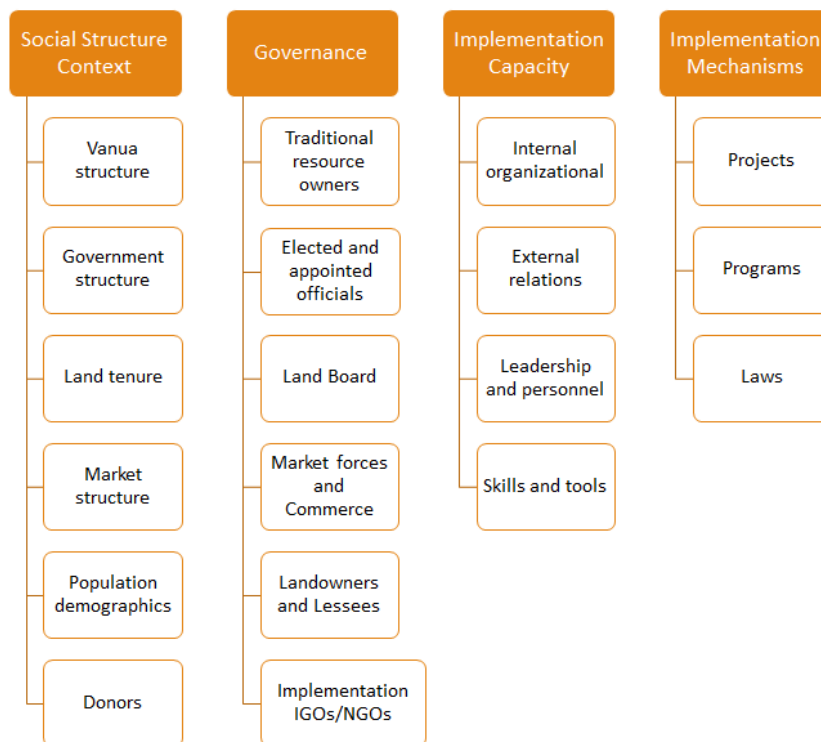 Social Structure
Context
Vanua
structure
Government
structure
Land tenure
Market
structure
Population
demographics
Donors
Governance
Traditional
resource
owners
Elected and
appointed
officials
Land Board
Market forces
and
Commerce
Landowners
and Lessees
Implementation
IGOs/NGOs
Implementation
Capacity
Internal
organizational
External
relations
Leadership
and personnel
Skills and tools
Implementation
Mechanisms
Projects
Programs
Laws